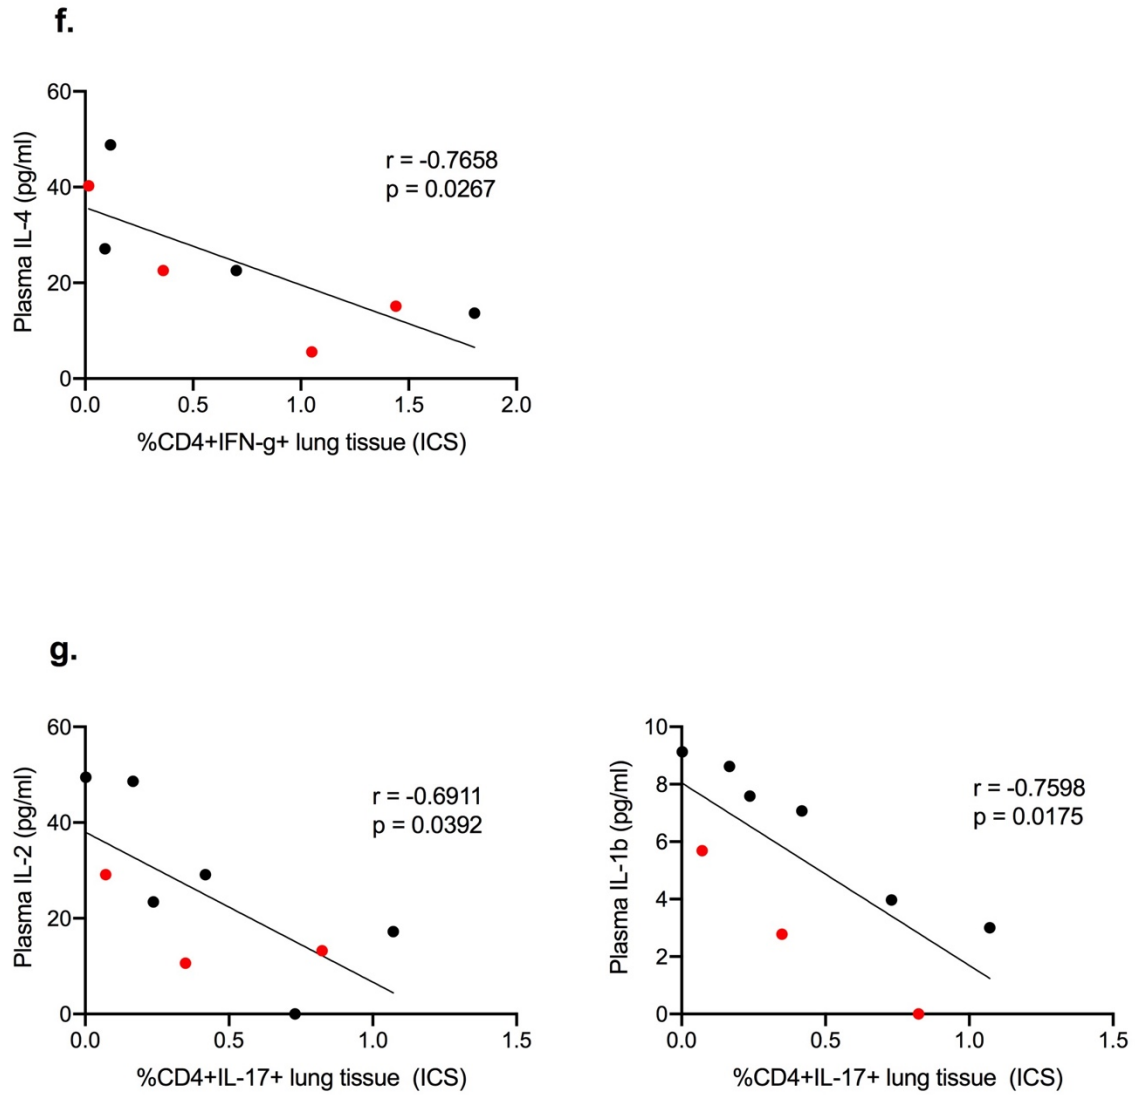 f.
60
40
20
0
Plasma IL-4 (pg/ml)
r = -0.7658
p = 0.0267
0.0 0.5 1.0 1.5 2.0
%CD4+IFN-g+ lung tissue (ICS)
g.
60
40
20
0
Plasma IL-2 (pg/ml)
r = -0.6911
p = 0.0392
0.0 0.5 1.0 1.5
%CD4+IL-17+ lung tissue (ICS)
10
8
6
4
2
0
Plasma IL-1b (pg/ml)
r = -0.7598
p = 0.0175
0.0 0.5 1.0 1.5
%CD4+IL-17+ lung tissue (ICS)